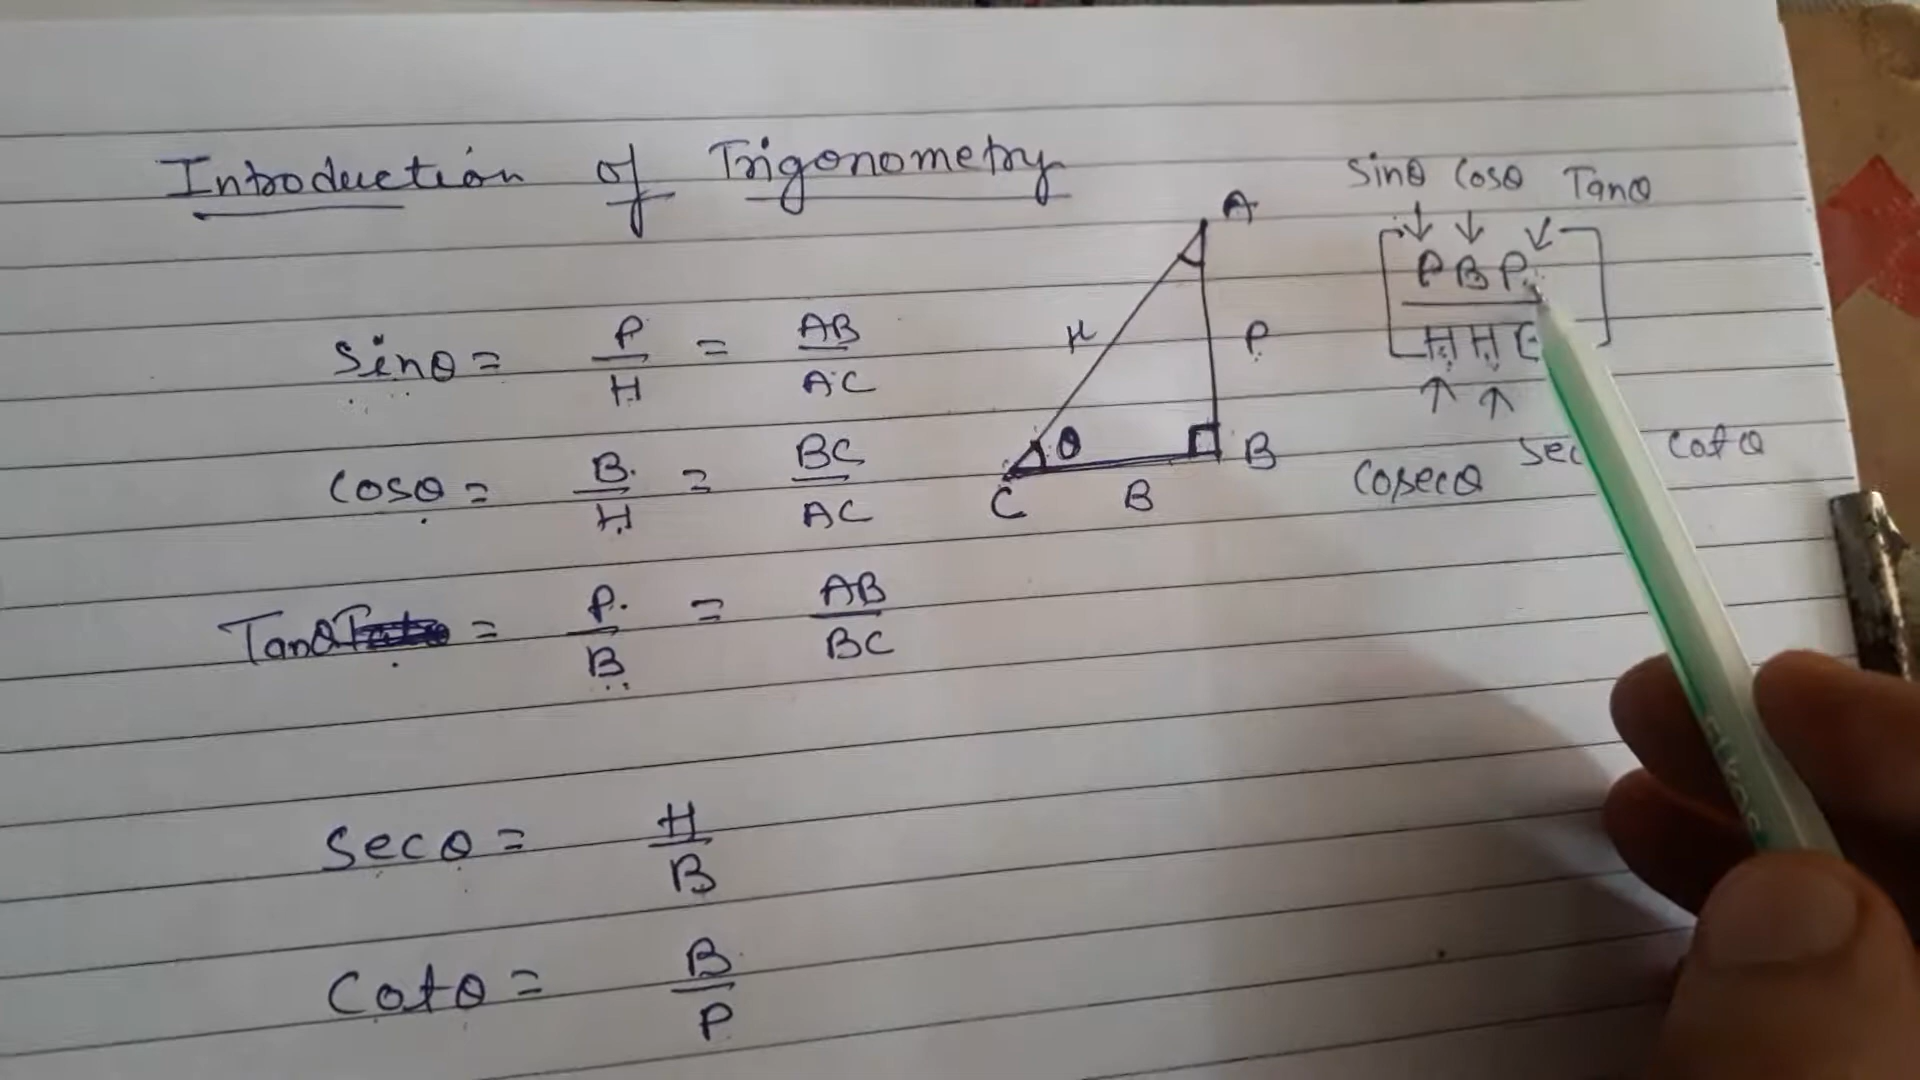 Introduction of Trigonometry
Sinθ Cosθ Tanθ
P B P
H H
Cosecθ Sec Cotθ
A
H
P
θ
B
C
B
Sinθ = P/H = AB/AC
Cosθ = B/H = BC/AC
Tanθ = P/B = AB/BC
Secθ = H/B
Cotθ = B/P